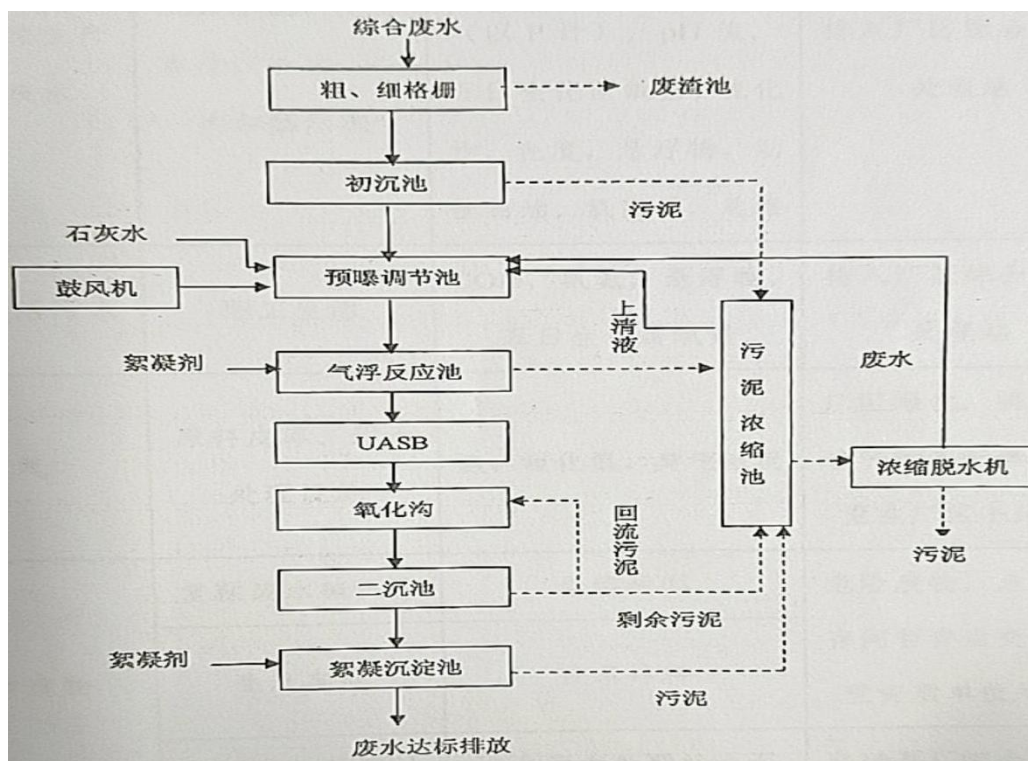 综合废水
粗、细格栅
废渣池
初沉池
污泥
石灰水
预曝调节池
鼓风机
上清液
絮凝剂
气浮反应池
污泥浓缩池
废水
UASB
浓缩脱水机
氧化沟
回流污泥
污泥
二沉池
剩余污泥
絮凝剂
絮凝沉淀池
污泥
废水达标排放